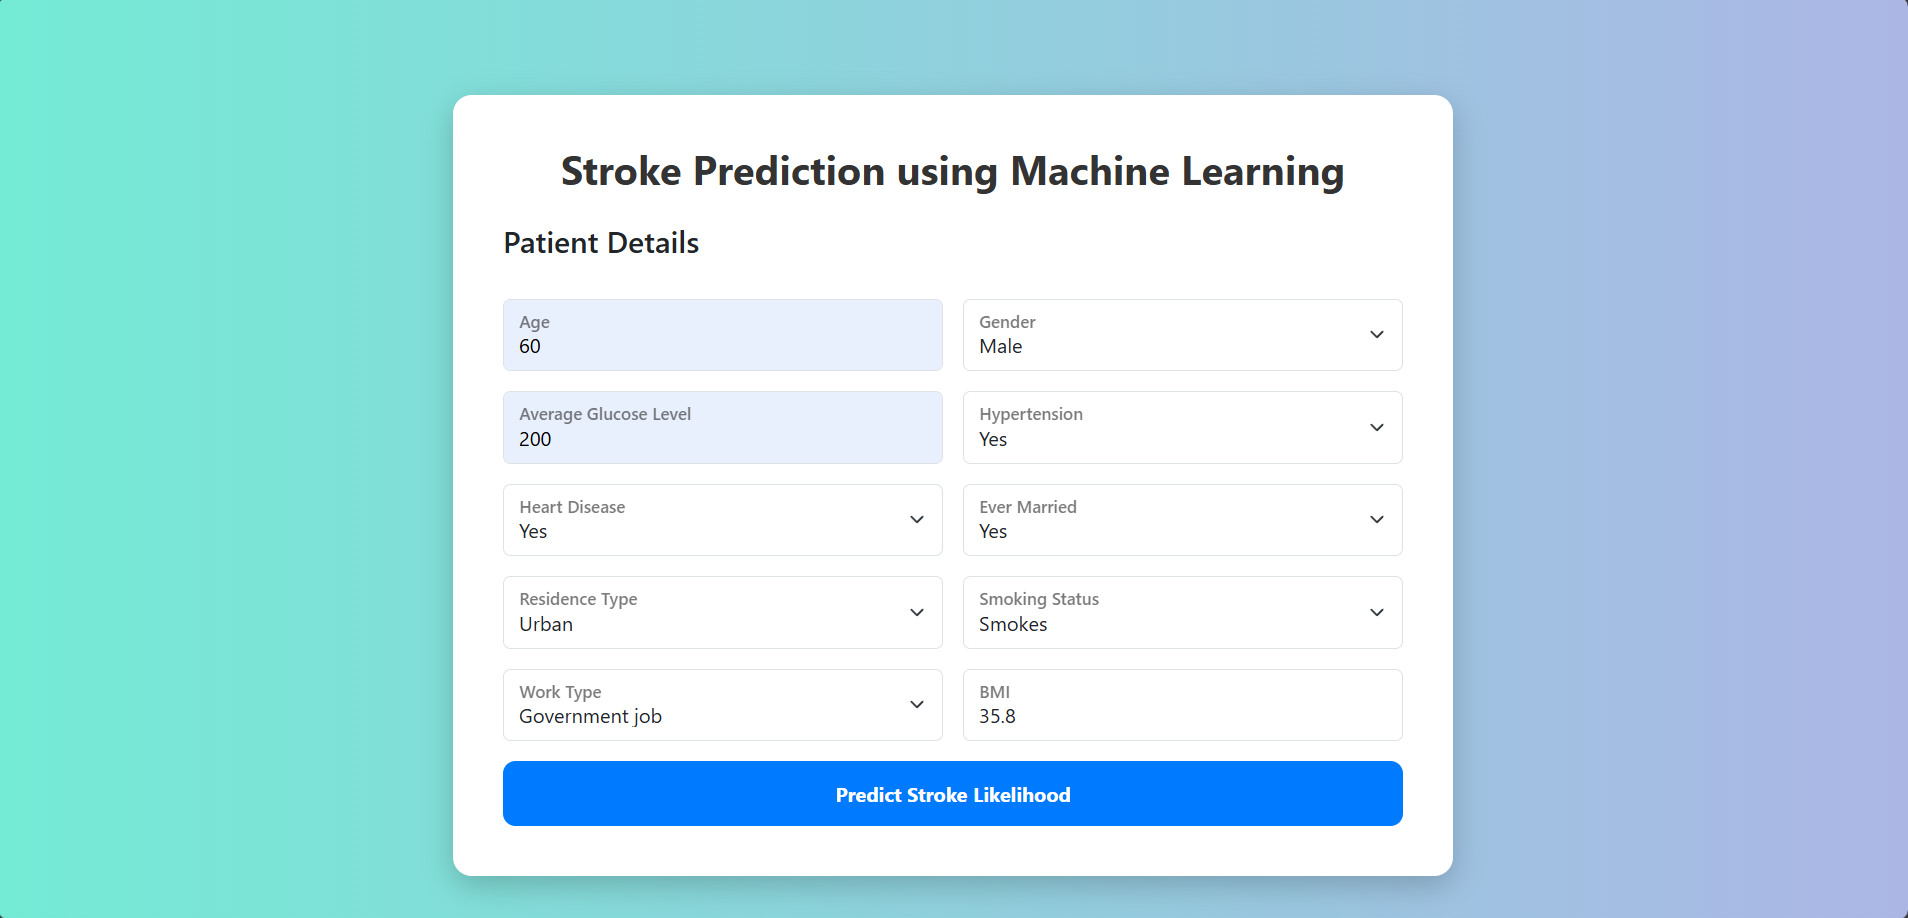 Stroke Prediction using Machine Learning
Patient Details
Age
60
Gender
Male
Average Glucose Level
200
Hypertension
Yes
Heart Disease
Yes
Ever Married
Yes
Residence Type
Urban
Smoking Status
Smokes
Work Type
Government job
BMI
35.8
Predict Stroke Likelihood